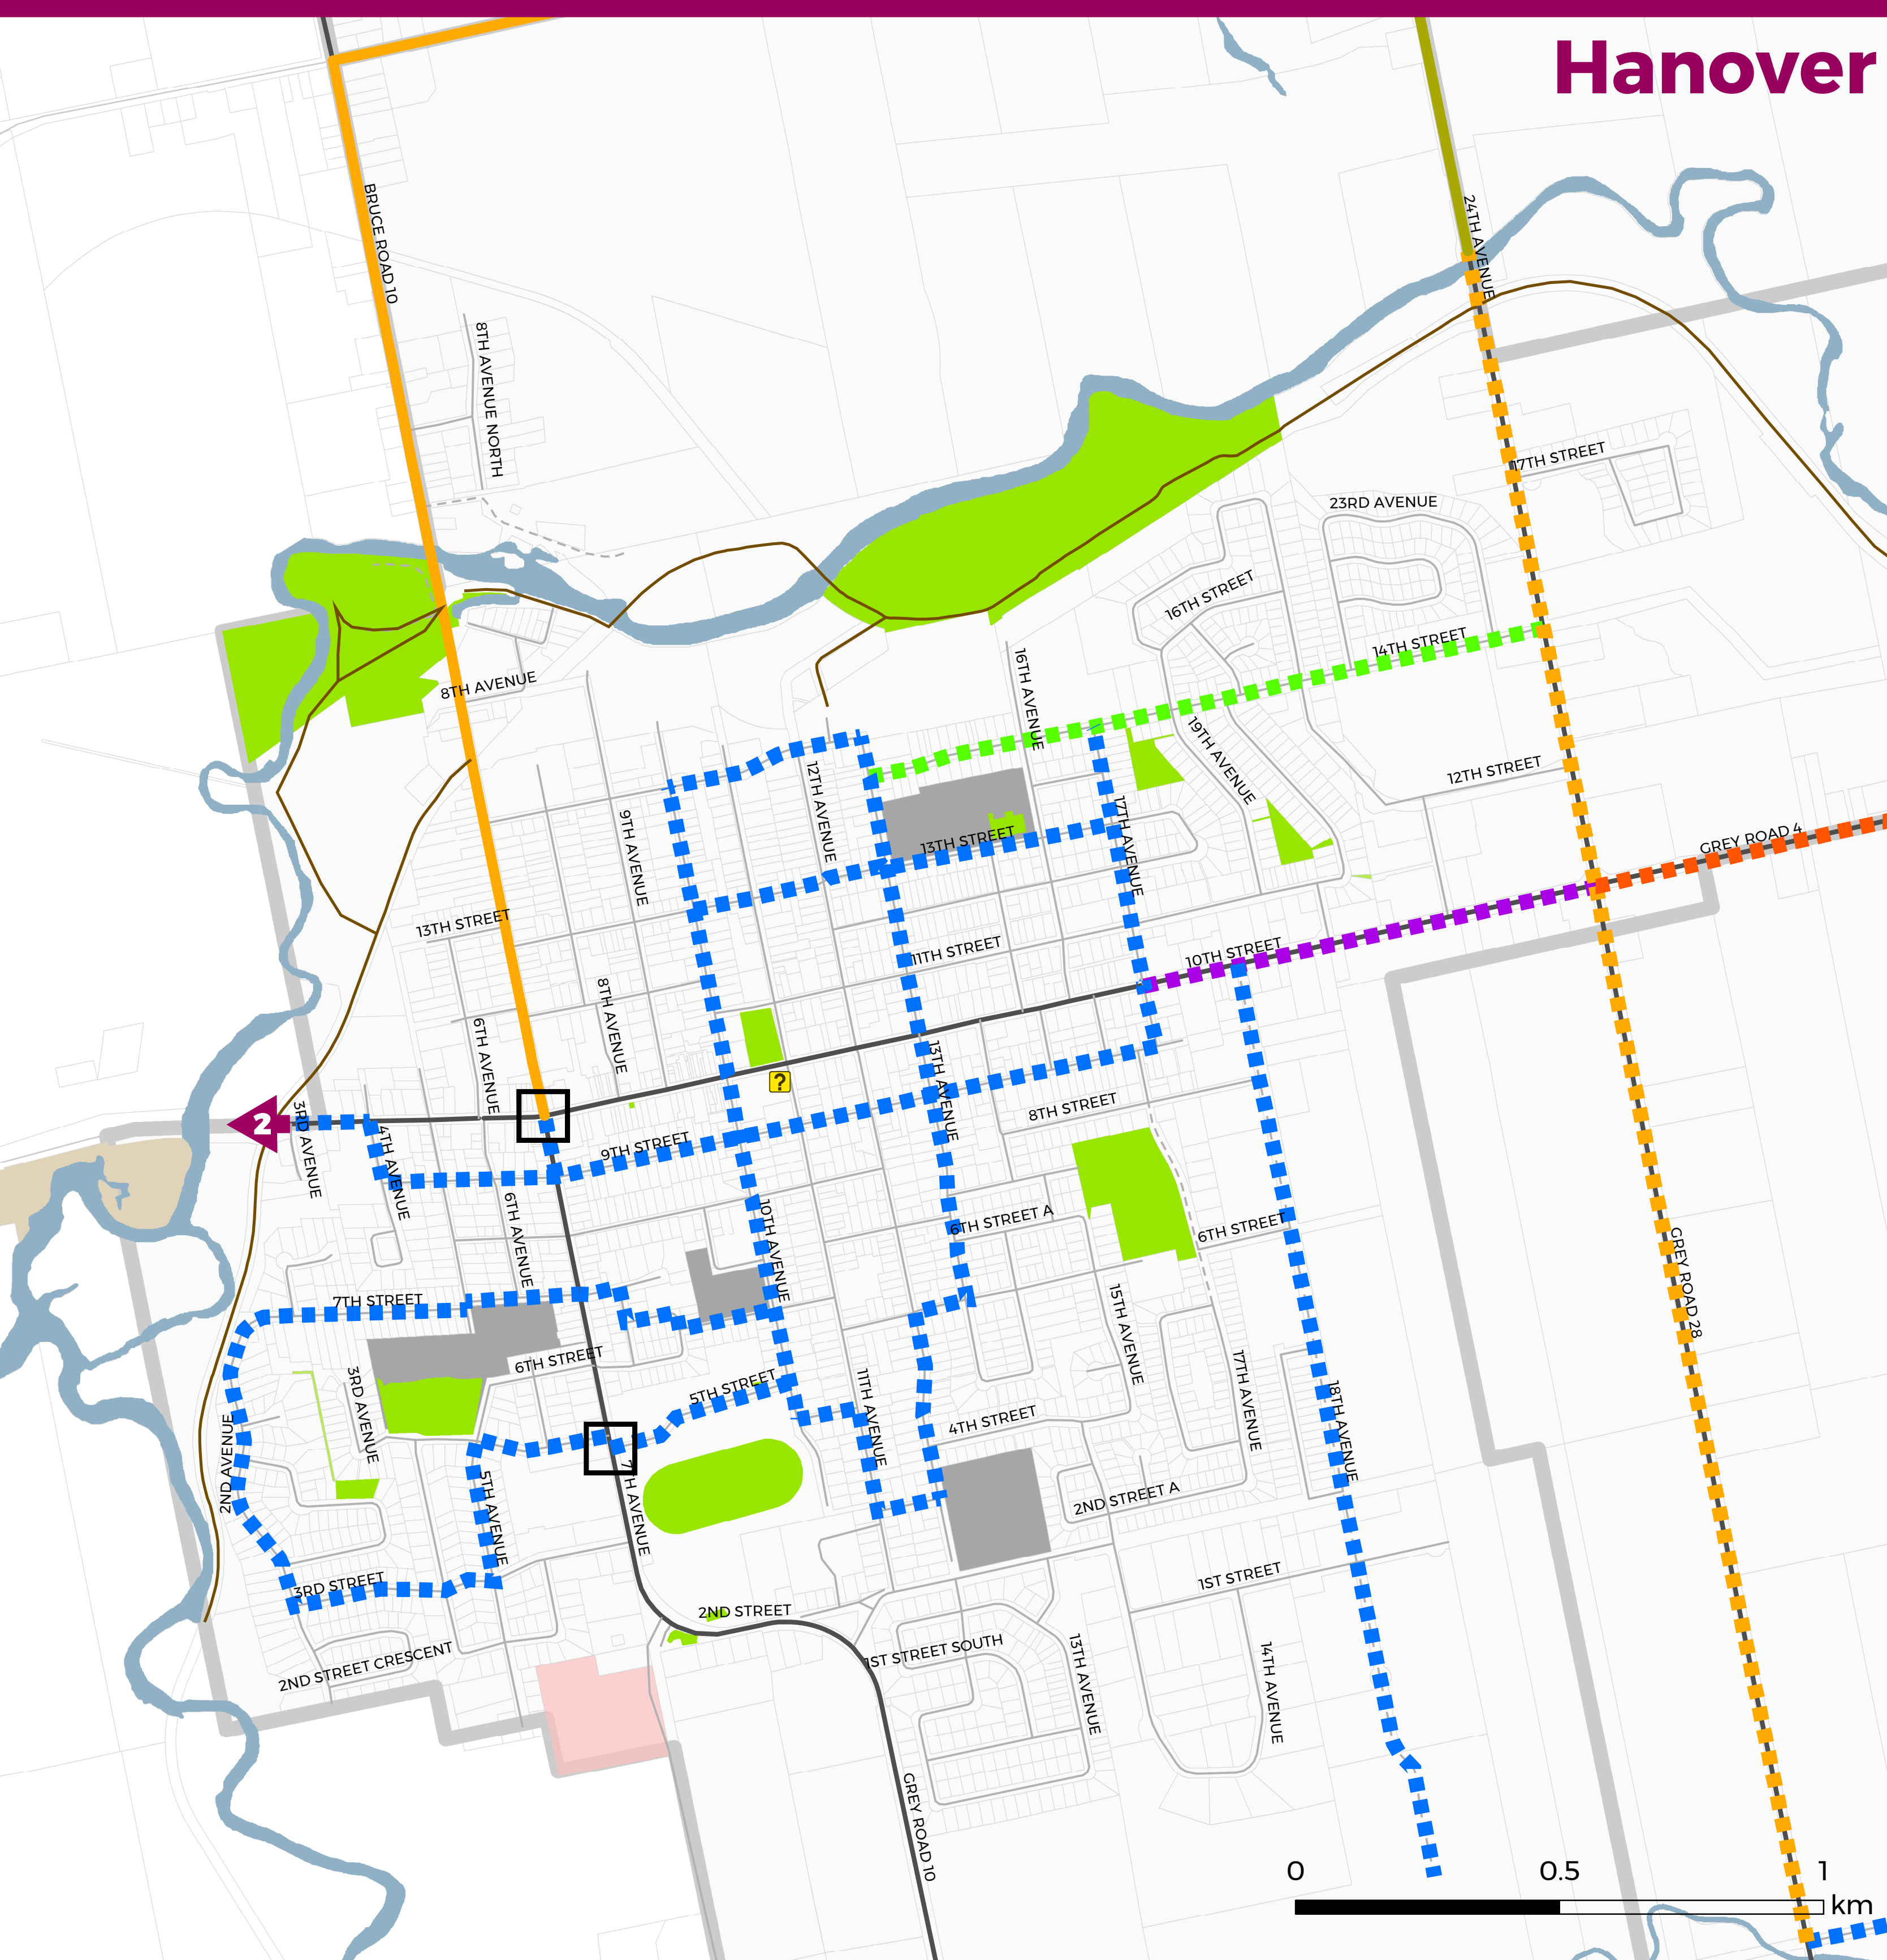 Hanover
BRUCE ROAD 10
24TH AVENUE
8TH AVENUE NORTH
17TH STREET
23RD AVENUE
16TH STREET
14TH STREET
16TH AVENUE
8TH AVENUE
19TH AVENUE
12TH STREET
12TH AVENUE
9TH AVENUE
17TH AVENUE
13TH STREET
GREY ROAD 4
13TH STREET
11TH STREET
10TH STREET
8TH AVENUE
6TH AVENUE
13TH AVENUE
?
2
3RD AVENUE
4TH AVENUE
8TH STREET
9TH STREET
6TH AVENUE
10TH AVENUE
6TH STREET A
6TH STREET
GREY ROAD 28
7TH STREET
15TH AVENUE
6TH STREET
3RD AVENUE
5TH STREET
11TH AVENUE
17TH AVENUE
18TH AVENUE
4TH STREET
2ND AVENUE
5TH AVENUE
7TH AVENUE
2ND STREET A
3RD STREET
1ST STREET
2ND STREET
2ND STREET CRESCENT
1ST STREET SOUTH
13TH AVENUE
14TH AVENUE
GREY ROAD 10
0 0.5 1
km